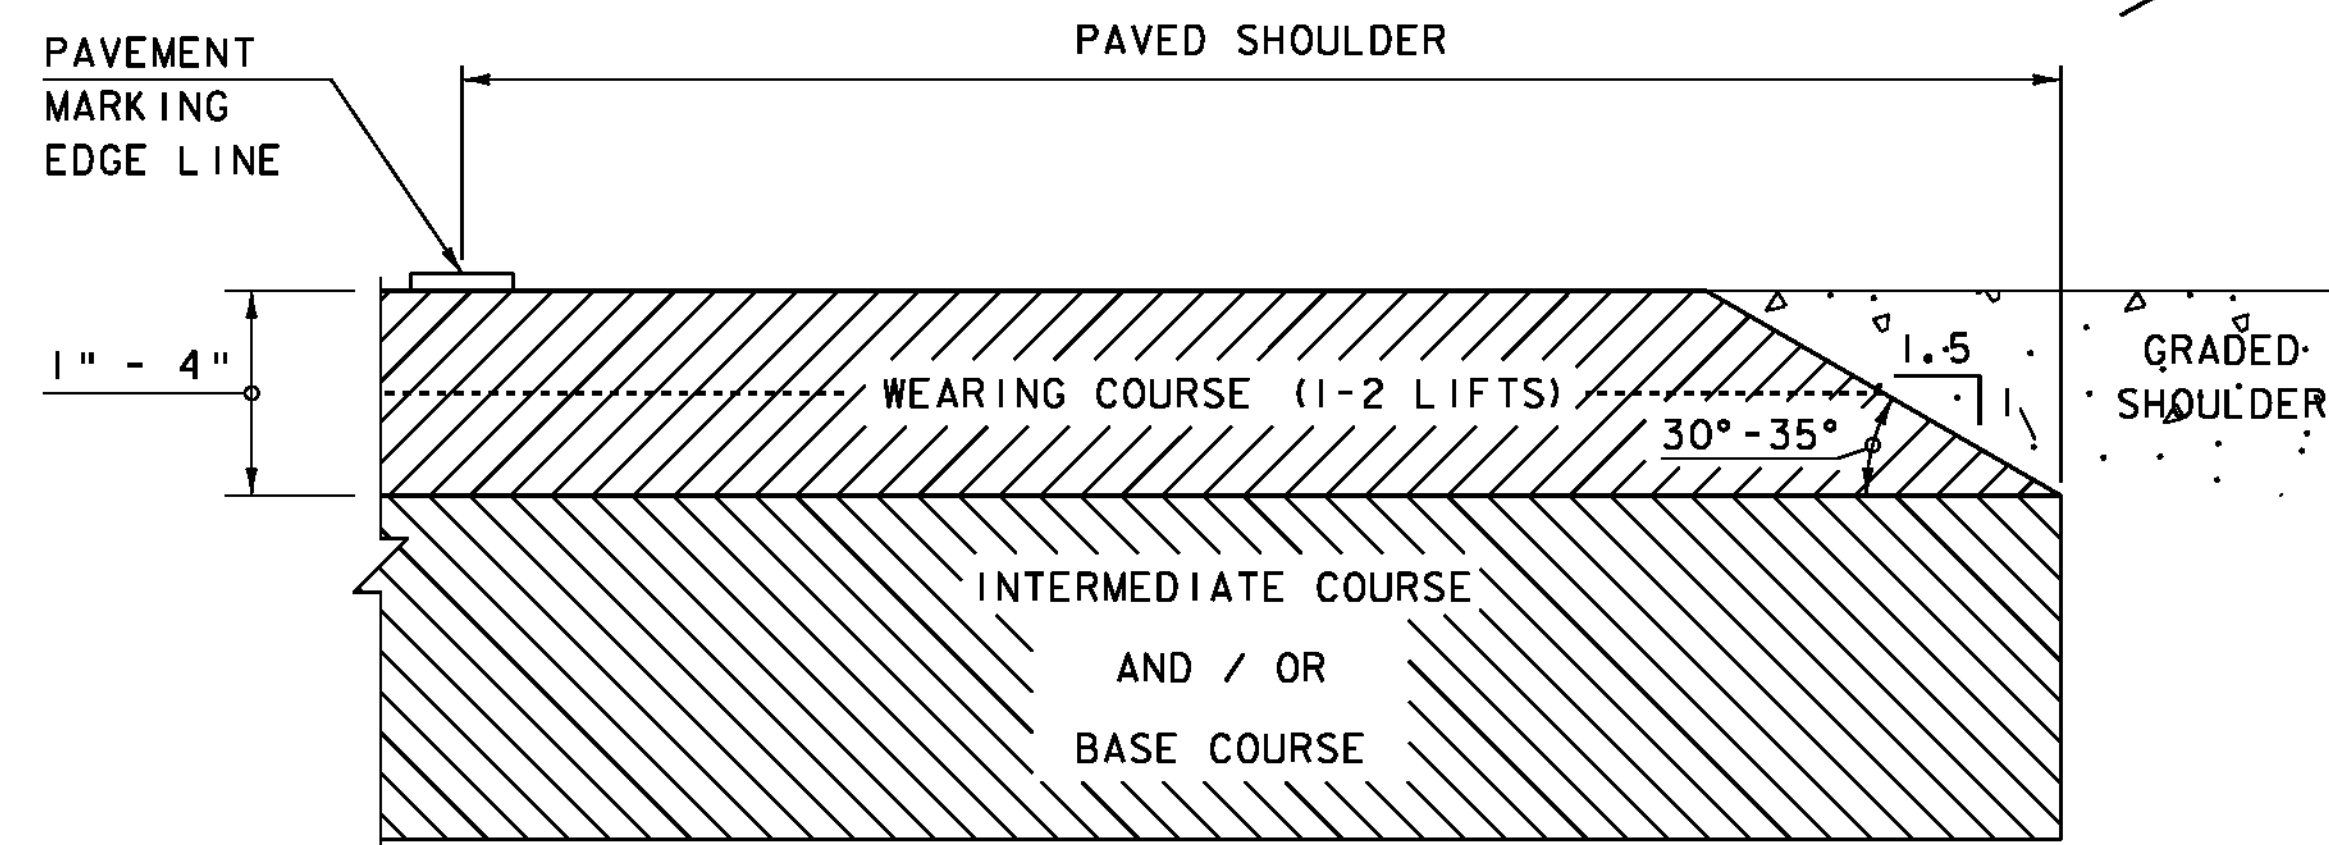 PAVED SHOULDER
PAVEMENT
MARKING
EDGE LINE
1" - 4"
WEARING COURSE (1-2 LIFTS)
1.5
1
GRADED
SHOULDER
30°-35°
INTERMEDIATE COURSE
AND / OR
BASE COURSE